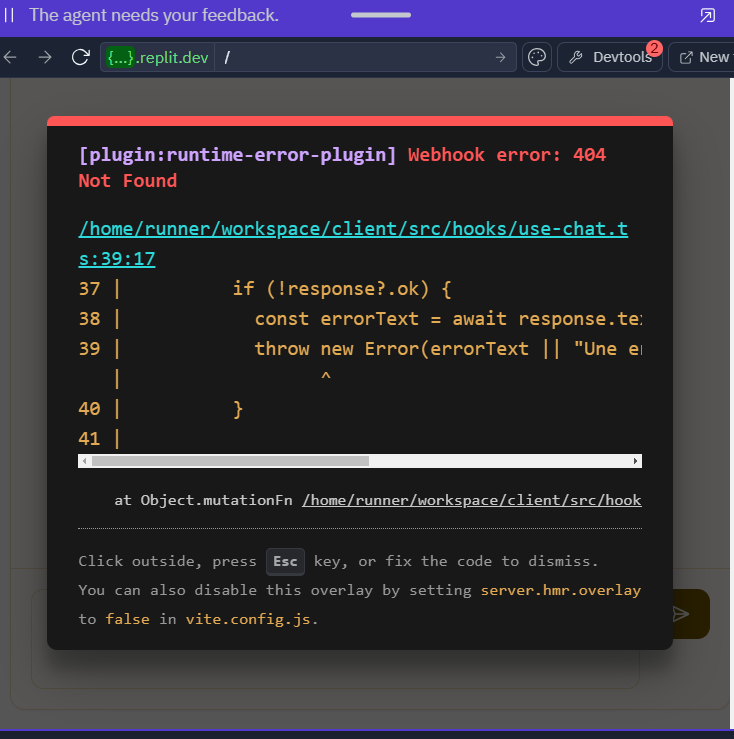 The agent needs your feedback.
{...}.replit.dev /
Devtools 2
New
[plugin:runtime-error-plugin] Webhook error: 404
Not Found
/home/runner/workspace/client/src/hooks/use-chat.t
s:39:17
37 | if (!response?.ok) {
38 | const errorText = await response.te
39 | throw new Error(errorText || "Une e
| ^
40 | }
41 |
at Object.mutationFn /home/runner/workspace/client/src/hook
Click outside, press Esc key, or fix the code to dismiss.
You can also disable this overlay by setting server.hmr.overlay
to false in vite.config.js.